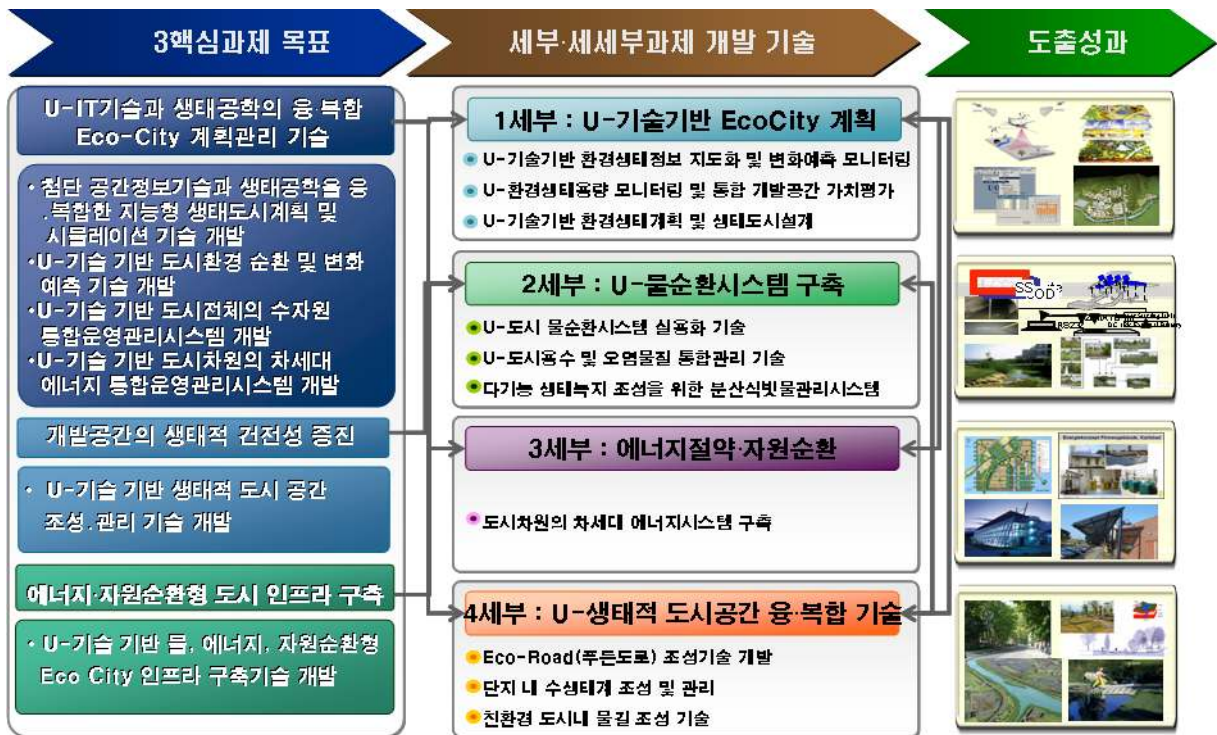 3핵심과제 목표
세부·세세부과제 개발 기술
도출성과
U-IT기술과 생태공학의 융·복합
Eco-City 계획관리 기술
• 첨단 공간정보기술과 생태공학을 융
.복합한 지능형 생태도시계획 및
시뮬레이션 기술 개발
•U-기술 기반 도시환경 순환 및 변화
예측 기술 개발
•U-기술 기반 도시전체의 수자원
통합운영관리시스템 개발
•U-기술 기반 도시차원의 차세대
에너지 통합운영관리시스템 개발
개발공간의 생태적 건전성 증진
• U-기술 기반 생태적 도시 공간
조성.관리 기술 개발
에너지·자원순환형 도시 인프라 구축
• U-기술 기반 물, 에너지, 자원순환형
Eco City 인프라 구축기술 개발
1세부 : U-기술기반 EcoCity 계획
U-기술기반 환경생태정보 지도화 및 변화예측 모니터링
U-환경생태용량 모니터링 및 통합 개발공간 가치평가
U-기술기반 환경생태계획 및 생태도시설계
2세부 : U-물순환시스템 구축
U-도시 물순환시스템 실용화 기술
U-도시용수 및 오염물질 통합관리 기술
다기능 생태녹지 조성을 위한 분산식빗물관리시스템
3세부 : 에너지절약·자원순환
도시차원의 차세대 에너지시스템 구축
4세부 : U-생태적 도시공간 융·복합 기술
Eco-Road(푸른도로) 조성기술 개발
단지 내 수생태계 조성 및 관리
친환경 도시내 물길 조성 기술
SS
COD